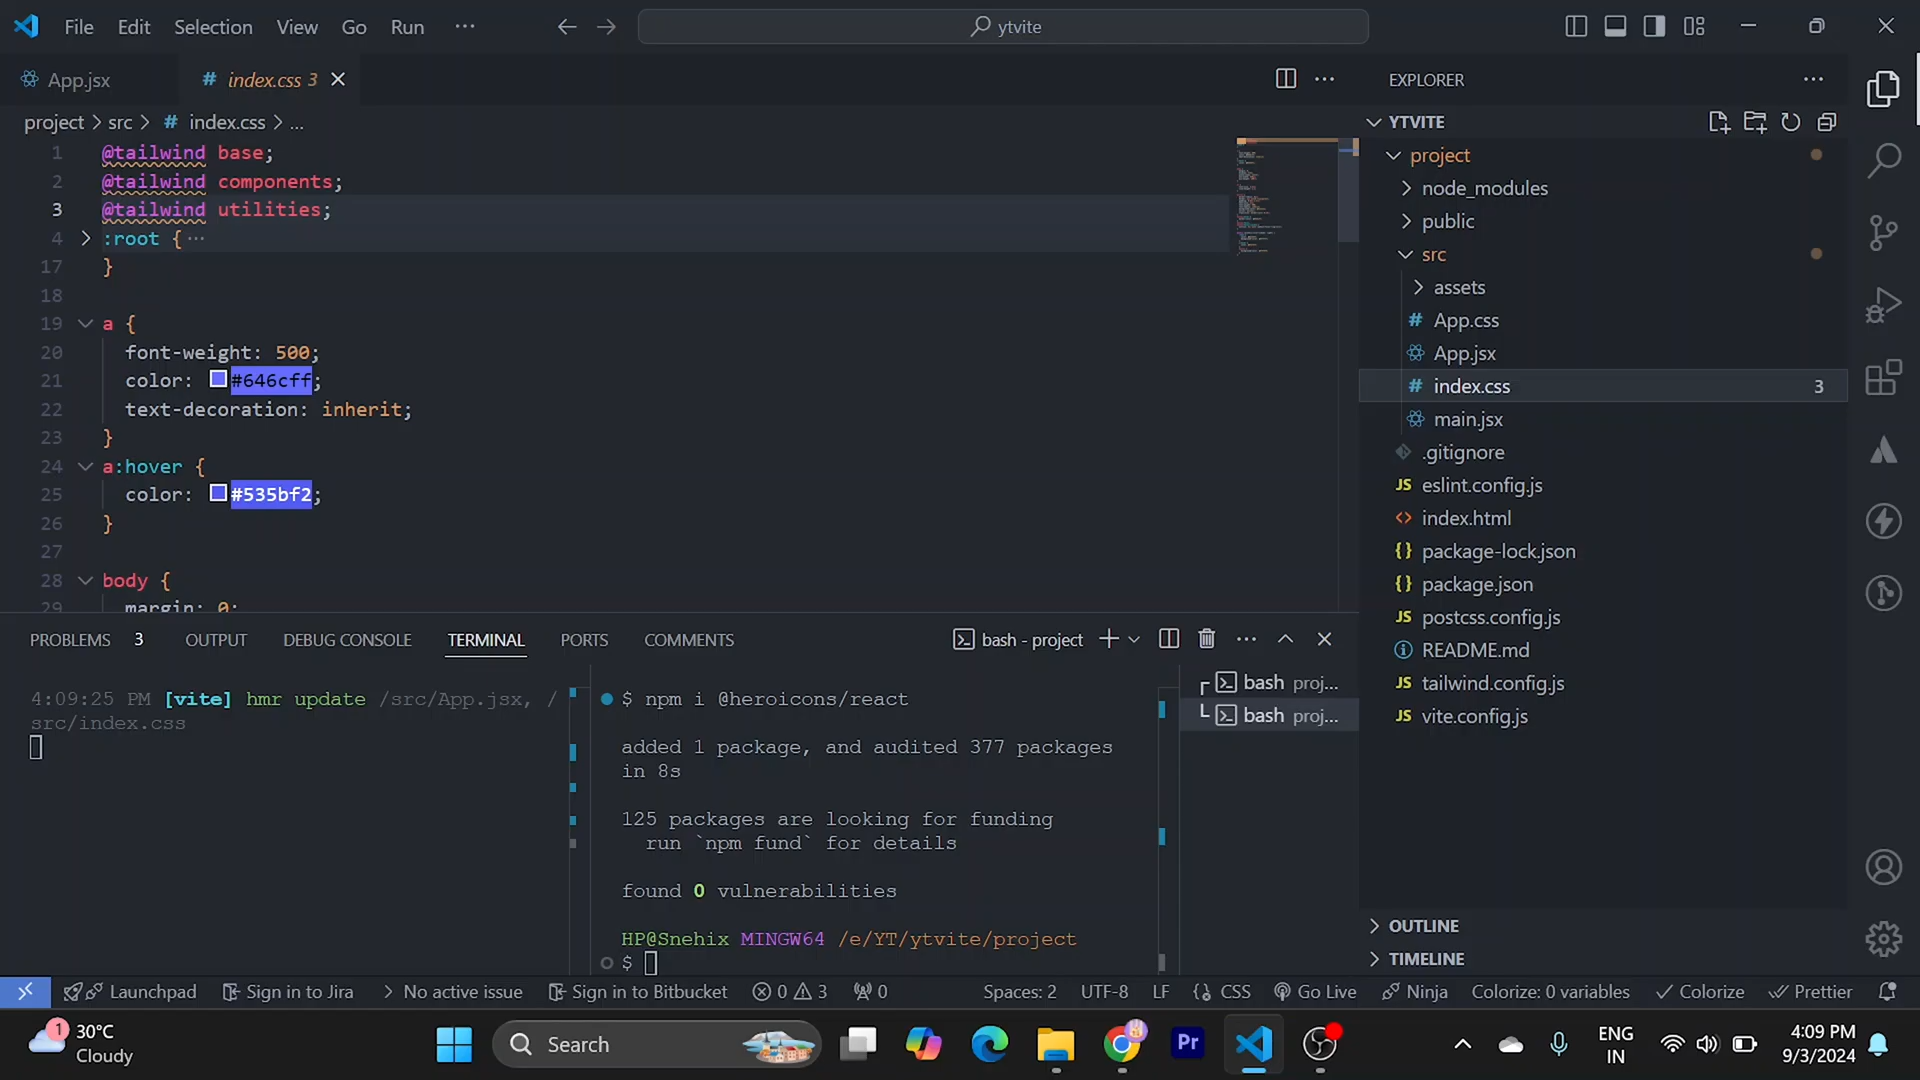 File Edit Selection View Go Run ··· ytvite
App.jsx # index.css 3
EXPLORER
project > src > # index.css > ...
1 @tailwind base;
2 @tailwind components;
3 @tailwind utilities;
4 :root { ···
17 }
18
19 a {
20 font-weight: 500;
21 color: #646cff;
22 text-decoration: inherit;
23 }
24 a:hover {
25 color: #535bf2;
26 }
27
28 body {
29 margin: 0;
YTVITE
project
node_modules
public
src
assets
# App.css
App.jsx
# index.css 3
main.jsx
.gitignore
JS eslint.config.js
<> index.html
{} package-lock.json
{} package.json
JS postcss.config.js
README.md
JS tailwind.config.js
JS vite.config.js
OUTLINE
TIMELINE
PROBLEMS 3 OUTPUT DEBUG CONSOLE TERMINAL PORTS COMMENTS bash - project
4:09:25 PM [vite] hmr update /src/App.jsx, /
src/index.css
$ npm i @heroicons/react
added 1 package, and audited 377 packages
in 8s
125 packages are looking for funding
run `npm fund` for details
found 0 vulnerabilities
HP@Snehix MINGW64 /e/YT/ytvite/project
$
bash proj...
bash proj...
Launchpad Sign in to Jira No active issue Sign in to Bitbucket 0 3 0 Spaces: 2 UTF-8 LF CSS Go Live Ninja Colorize: 0 variables Colorize Prettier
1 30°C
Cloudy
Search
Pr
ENG
IN
4:09 PM
9/3/2024